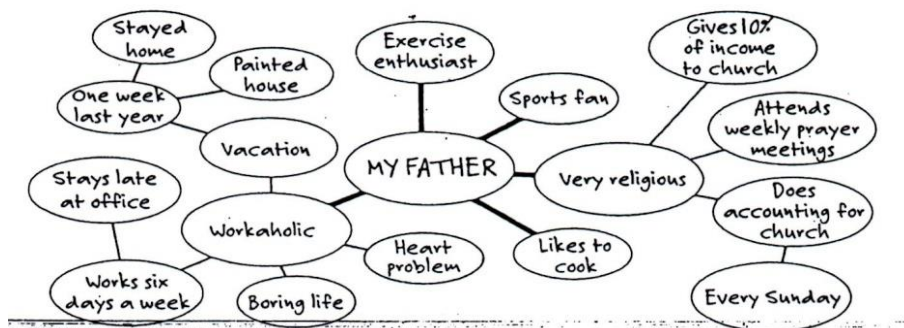 Stayed
home
Painted
house
One week
last year
Vacation
Stays late
at office
Workaholic
Works six
days a week
Boring life
Heart
problem
Exercise
enthusiast
Sports fan
MY FATHER
Likes to
cook
Very religious
Gives 10%
of income
to church
Attends
weekly prayer
meetings
Does
accounting for
church
Every Sunday